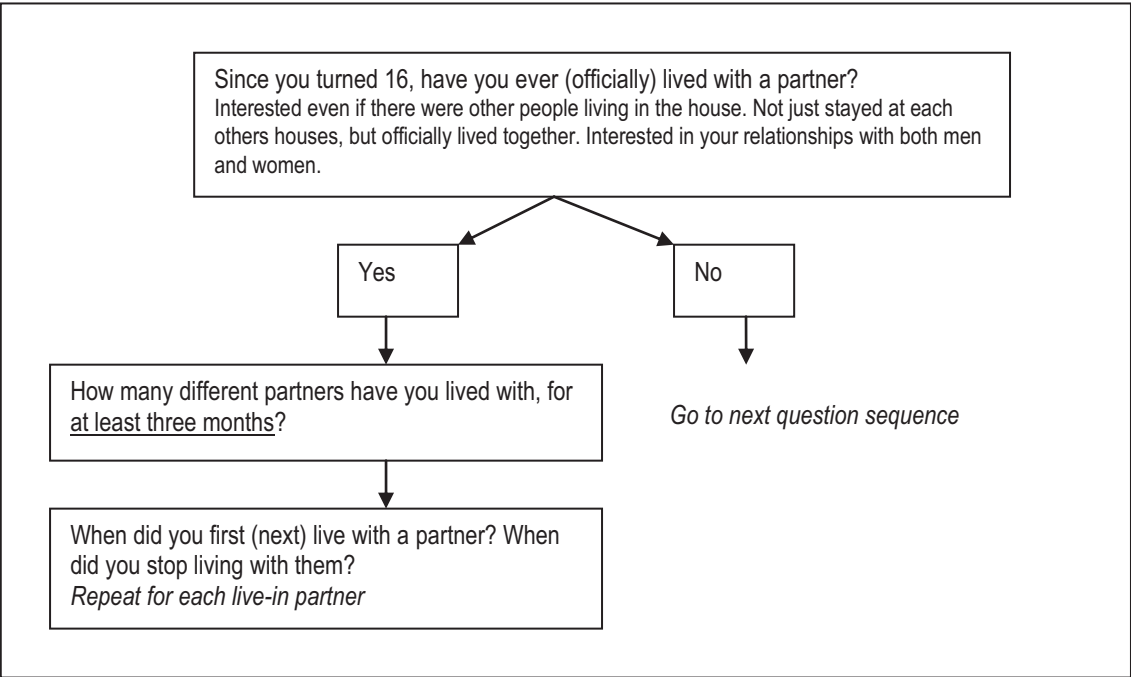 Since you turned 16, have you ever (officially) lived with a partner?
Interested even if there were other people living in the house. Not just stayed at each
others houses, but officially lived together. Interested in your relationships with both men
and women.
Yes
No
How many different partners have you lived with, for
at least three months?
Go to next question sequence
When did you first (next) live with a partner? When
did you stop living with them?
Repeat for each live-in partner